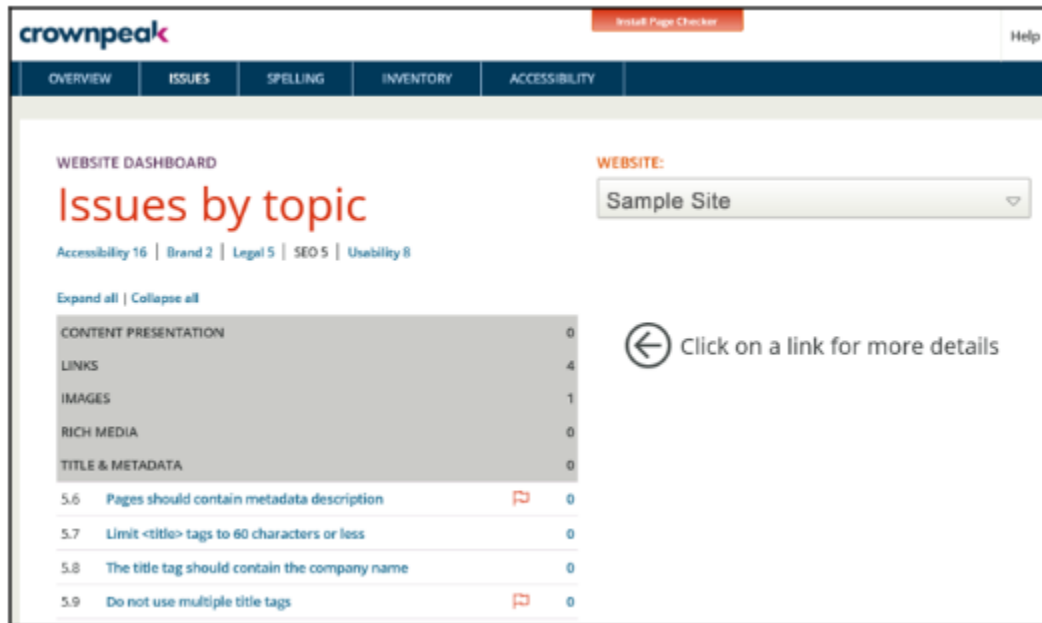 crownpeak
Install Page Checker
Help
OVERVIEW ISSUES SPELLING INVENTORY ACCESSIBILITY
WEBSITE DASHBOARD
Issues by topic
Accessibility 16 | Brand 2 | Legal 5 | SEO 5 | Usability 8
Expand all | Collapse all
CONTENT PRESENTATION 0
LINKS 4
IMAGES 1
RICH MEDIA 0
TITLE & METADATA 0
5.6 Pages should contain metadata description 0
5.7 Limit <title> tags to 60 characters or less 0
5.8 The title tag should contain the company name 0
5.9 Do not use multiple title tags 0
WEBSITE:
Sample Site
Click on a link for more details